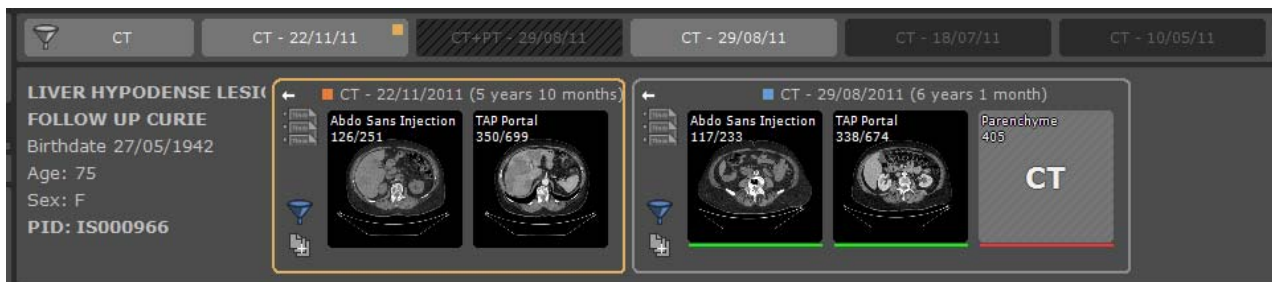 CT
CT - 22/11/11
CT+PT - 29/08/11
CT - 29/08/11
CT - 18/07/11
CT - 10/05/11
LIVER HYPODENSE LESI
FOLLOW UP CURIE
Birthdate 27/05/1942
Age: 75
Sex: F
PID: IS000966
CT - 22/11/2011 (5 years 10 months)
Abdo Sans Injection
126/251
TAP Portal
350/699
CT - 29/08/2011 (6 years 1 month)
Abdo Sans Injection
117/233
TAP Portal
338/674
Parenchyme
405
CT